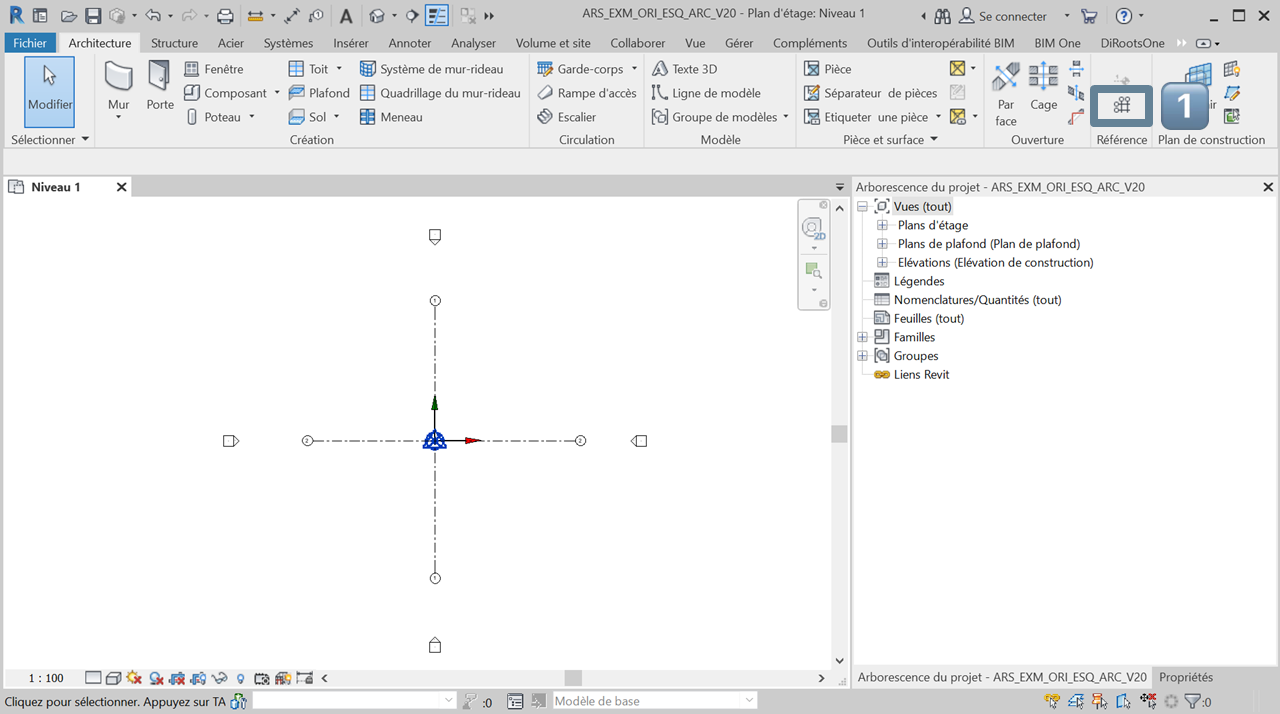 ARS_EXM_ORI_ESQ_ARC_V20 - Plan d'étage: Niveau 1
Se connecter
Fichier
Architecture
Structure
Acier
Systèmes
Insérer
Annoter
Analyser
Volume et site
Collaborer
Vue
Gérer
Compléments
Outils d'interopérabilité BIM
BIM One
DiRootsOne
Modifier
Mur
Porte
Fenêtre
Composant
Poteau
Toit
Sol
Système de mur-rideau
Quadrillage du mur-rideau
Meneau
Garde-corps
Rampe d'accès
Escalier
Texte 3D
Ligne de modèle
Groupe de modèles
Pièce
Séparateur de pièces
Etiqueter une pièce
Par face
Cage
1
Sélectionner
Création
Circulation
Modèle
Pièce et surface
Ouverture
Référence
Plan de construction
Niveau 1
2D
1
2
2
1
Arborescence du projet - ARS_EXM_ORI_ESQ_ARC_V20
Vues (tout)
Plans d'étage
Plans de plafond (Plan de plafond)
Elévations (Elévation de construction)
Légendes
Nomenclatures/Quantités (tout)
Feuilles (tout)
Familles
Groupes
Liens Revit
1 : 100
Arborescence du projet - ARS_EXM_ORI_ESQ_ARC_V20
Propriétés
Cliquez pour sélectionner. Appuyez sur TA
:0
Modèle de base
:0